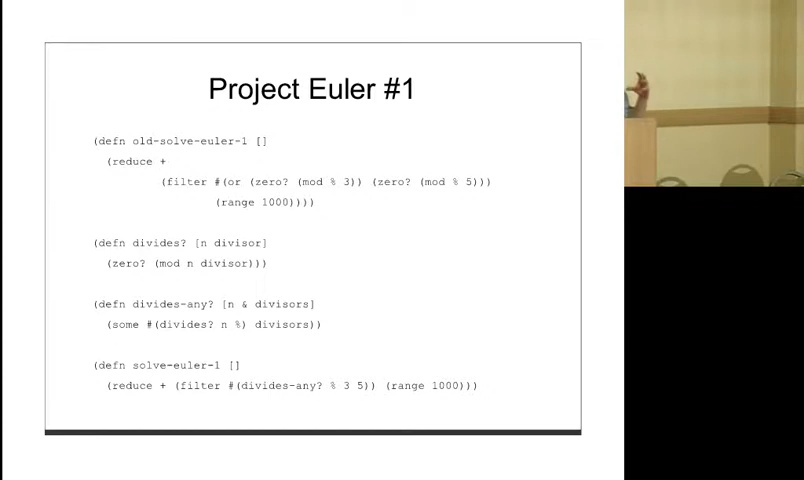 Project Euler #1
(defn old-solve-euler-1 []
(reduce +
(filter #(or (zero? (mod % 3)) (zero? (mod % 5)))
(range 1000))))
(defn divides? [n divisor]
(zero? (mod n divisor)))
(defn divides-any? [n & divisors]
(some #(divides? n %) divisors))
(defn solve-euler-1 []
(reduce + (filter #(divides-any? % 3 5)) (range 1000)))